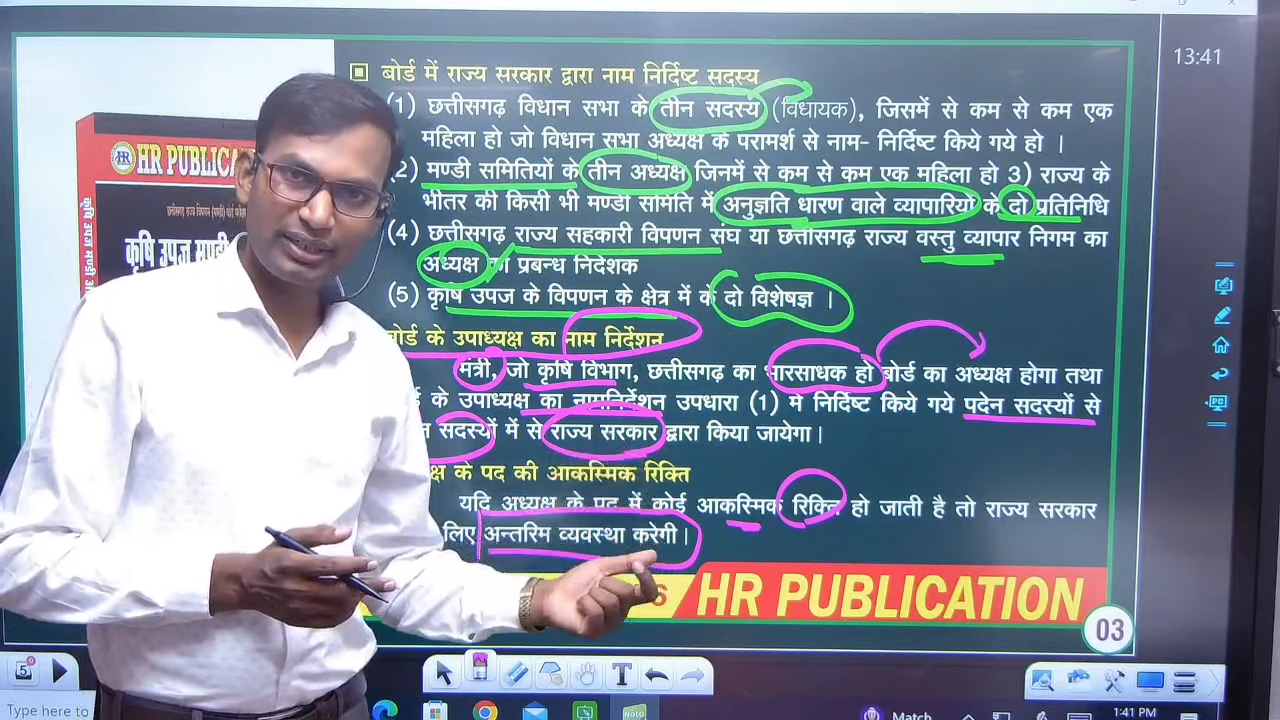 13:41
बोर्ड में राज्य सरकार द्वारा नाम निर्दिष्ट सदस्य
(1) छत्तीसगढ़ विधान सभा के तीन सदस्य (विधायक), जिसमें से कम से कम एक
महिला हो जो विधान सभा अध्यक्ष के परामर्श से नाम- निर्दिष्ट किये गये हो ।
(2) मण्डी समितियों के तीन अध्यक्ष जिनमें से कम से कम एक महिला हो 3) राज्य के
भीतर की किसी भी मण्डी समिति में अनुज्ञप्ति धारण वाले व्यापारियों के दो प्रतिनिधि
(4) छत्तीसगढ़ राज्य सहकारी विपणन संघ या छत्तीसगढ़ राज्य वस्तु व्यापार निगम का
अध्यक्ष का प्रबन्ध निदेशक
(5) कृषि उपज के विपणन के क्षेत्र में के दो विशेषज्ञ ।
बोर्ड के उपाध्यक्ष का नाम निर्देशन
मंत्री, जो कृषि विभाग, छत्तीसगढ़ का भारसाधक हो बोर्ड का अध्यक्ष होगा तथा
के उपाध्यक्ष का नामनिर्देशन उपधारा (1) में निर्दिष्ट किये गये पदेन सदस्यों से
सदस्यों में से राज्य सरकार द्वारा किया जायेगा |
के पद की आकस्मिक रिक्ति
यदि अध्यक्ष के पद में कोई आकस्मिक रिक्ति हो जाती है तो राज्य सरकार
लिए अन्तरिम व्यवस्था करेगी |
HR PUBLICATION
03
HR PUBLICA
कृषि उपज मण्डी
5
Type here to
Noto
Match
1:41 PM